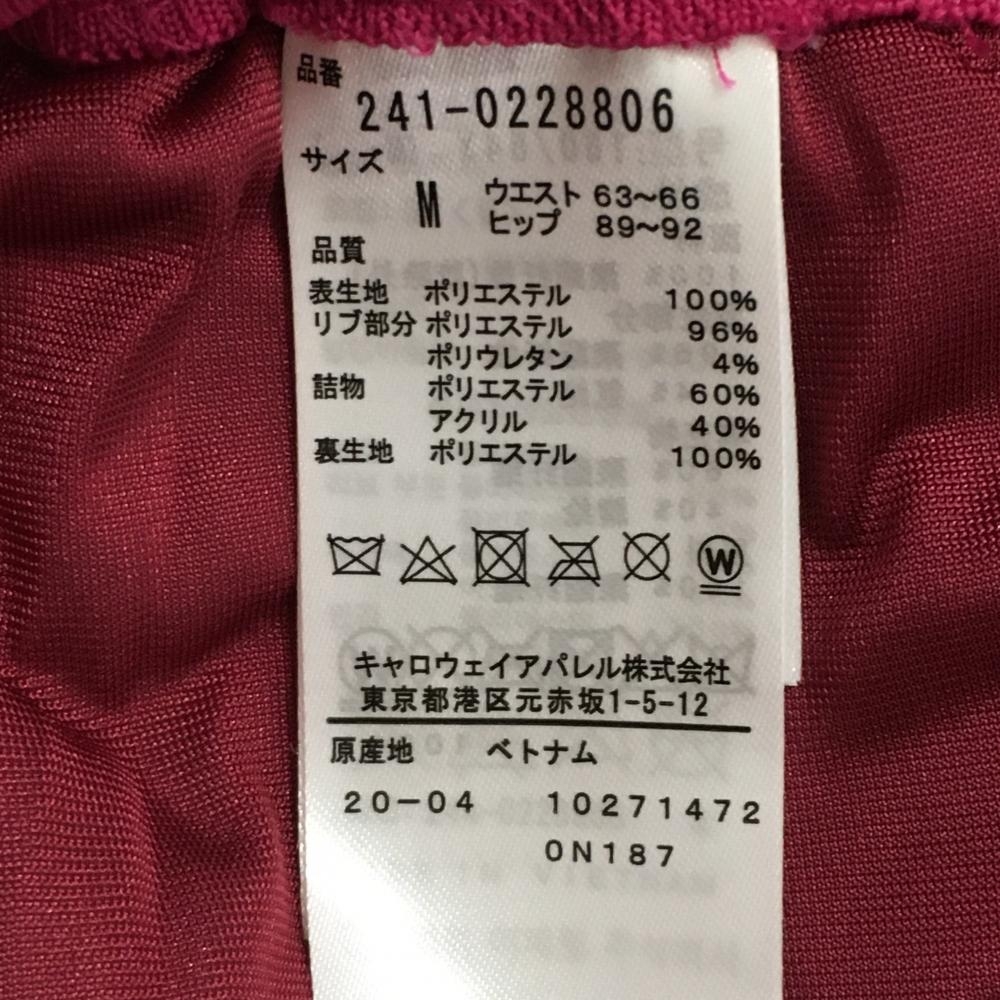 品番
241-0228806
サイズ
M ウエスト 63~66
ヒップ 89~92
品質
表生地 ポリエステル 100%
リブ部分 ポリエステル 96%
ポリウレタン 4%
詰物 ポリエステル 60%
アクリル 40%
裏生地 ポリエステル 100%
W
キャロウェイアパレル株式会社
東京都港区元赤坂1-5-12
原産地 ベトナム
20-04 10271472
0N187